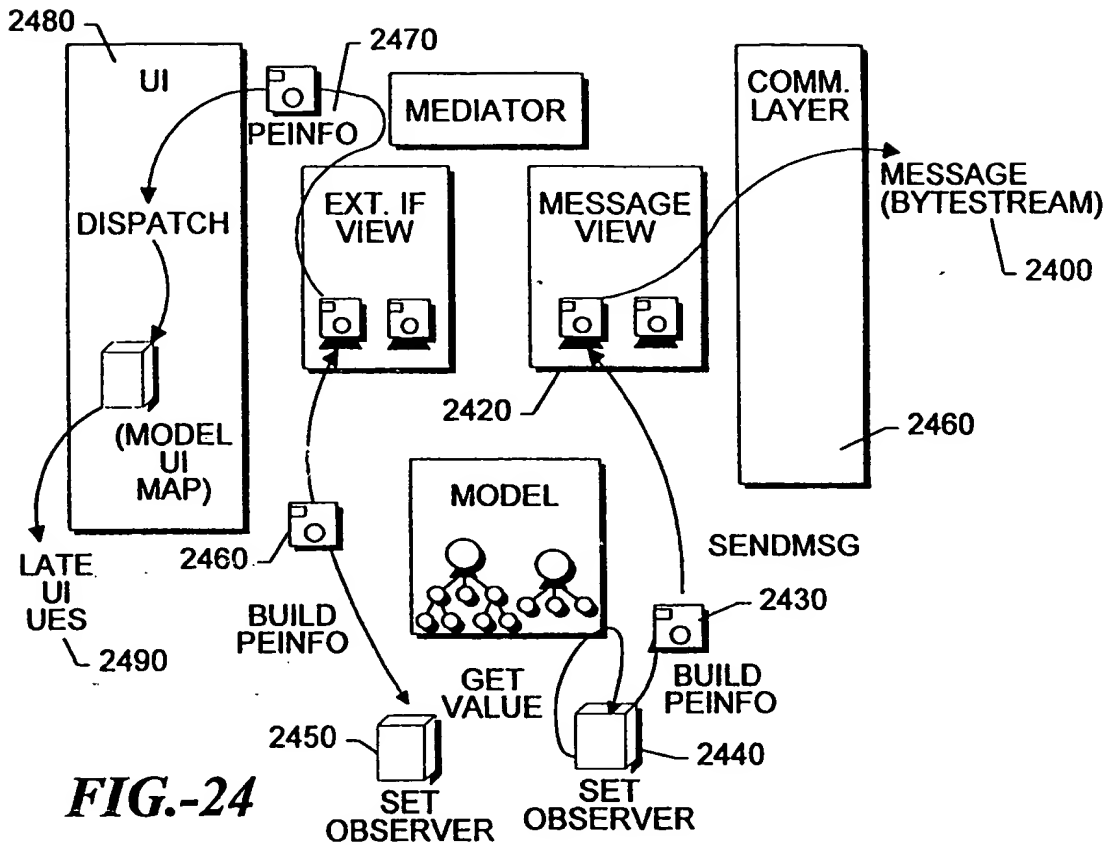 2480
UI
2470
PEINFO
MEDIATOR
COMM.
LAYER
MESSAGE
(BYTESTREAM)
2400
DISPATCH
EXT. IF
VIEW
MESSAGE
VIEW
2420
(MODEL
UI
MAP)
2460
MODEL
2460
SENDMSG
LATE
UI
UES
2490
BUILD
PEINFO
2430
BUILD
PEINFO
GET
VALUE
2450
SET
OBSERVER
2440
SET
OBSERVER
FIG.-24